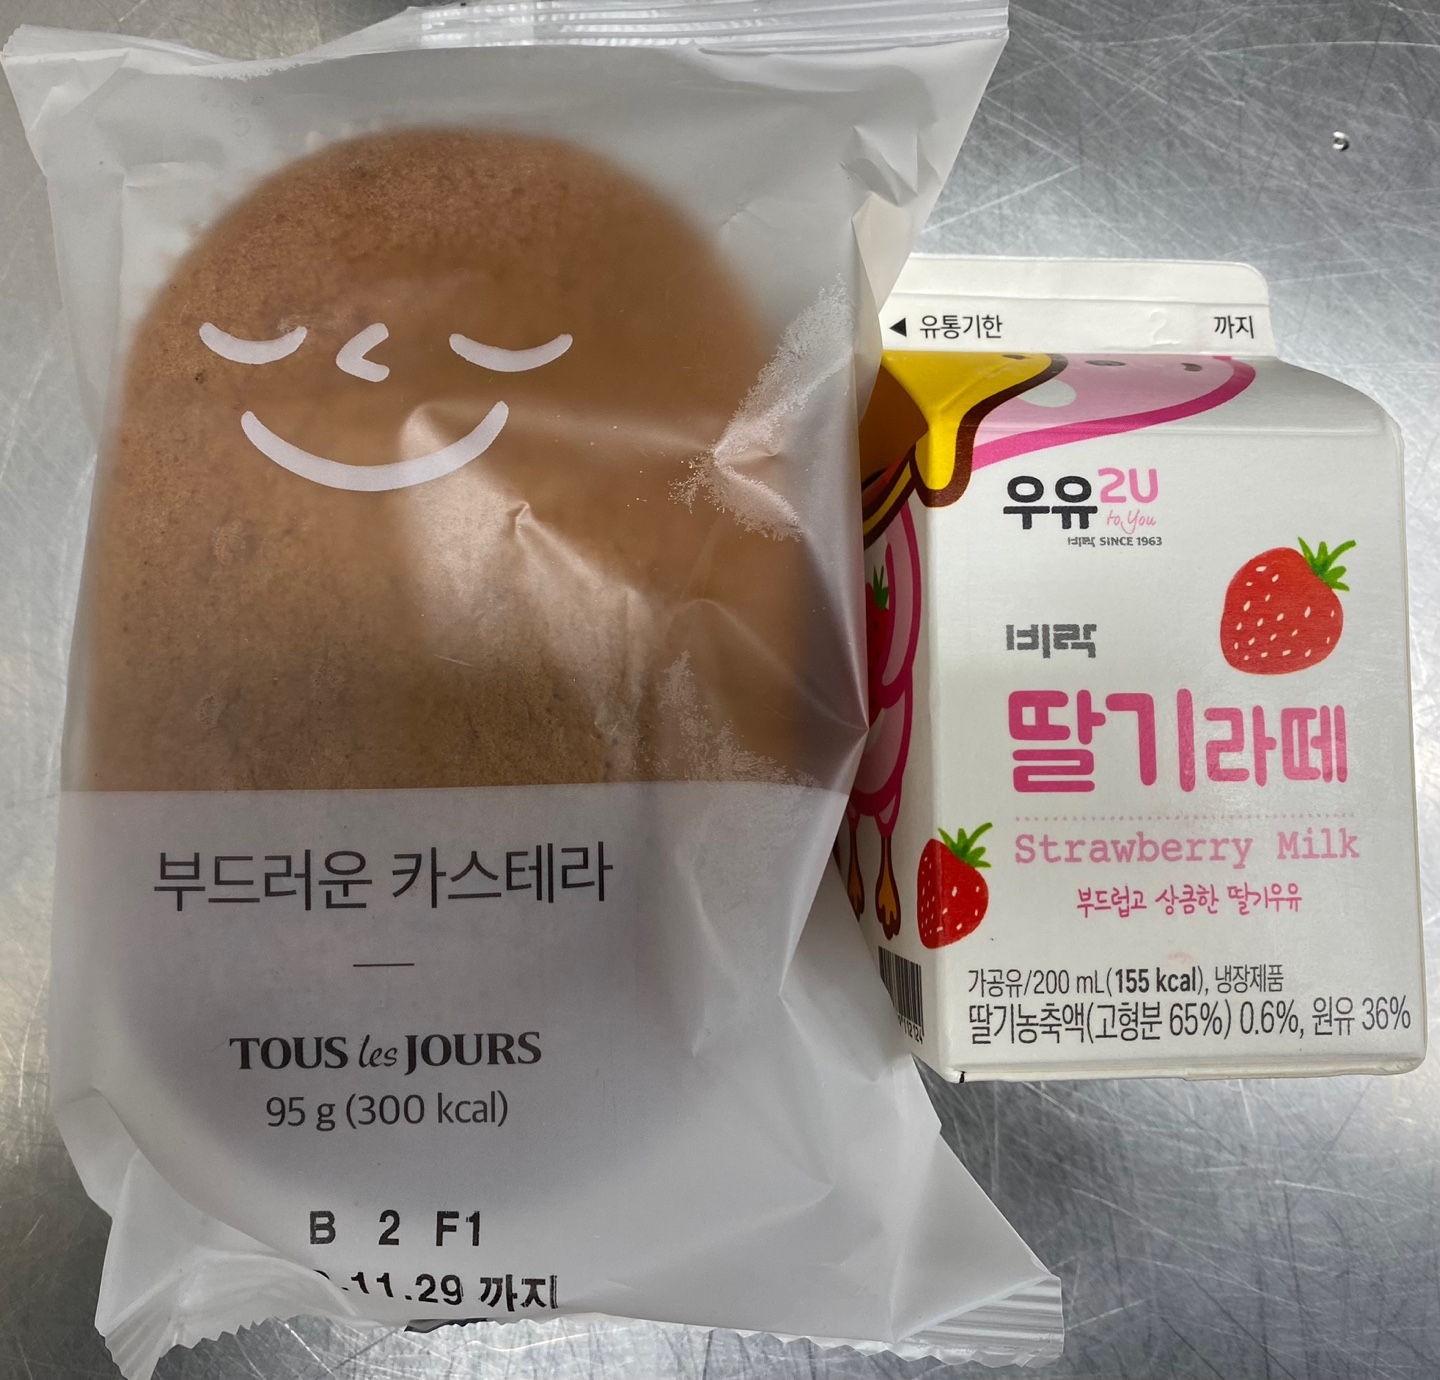 부드러운 카스테라
TOUS les JOURS
95 g (300 kcal)
B 2 F1
.11.29 까지
◀ 유통기한 까지
우유2U
to You
비락 SINCE 1963
비락
딸기라떼
Strawberry Milk
부드럽고 상큼한 딸기우유
가공유/200 mL(155 kcal), 냉장제품
딸기농축액(고형분 65%) 0.6%, 원유 36%